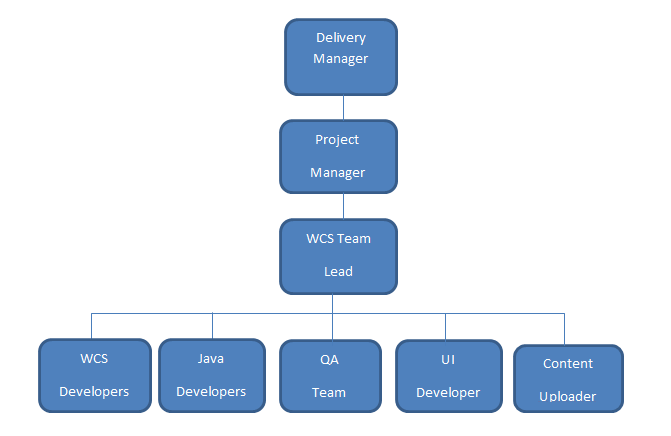 Delivery
Manager
Project
Manager
WCS Team
Lead
WCS
Developers
Java
Developers
QA
Team
UI
Developer
Content
Uploader